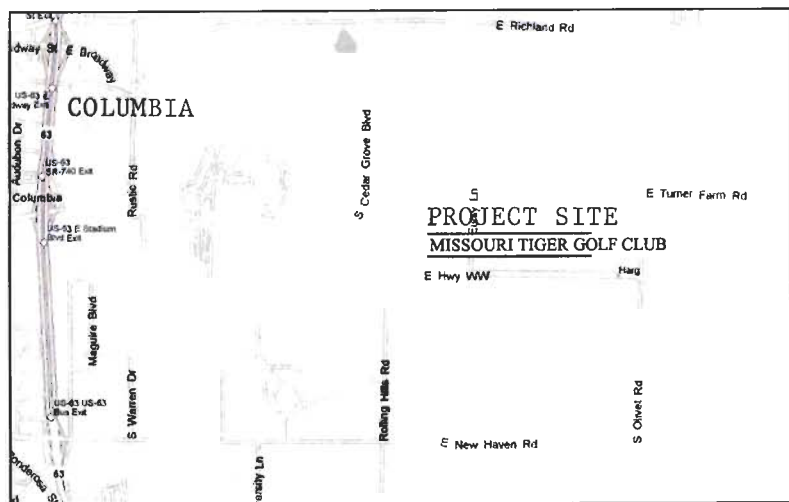 E Richland Rd
E Broadway
COLUMBIA
63
Audubon Dr
US-63
SR-740 Exit
Columbia
Rustic Rd
S Cedar Grove Blvd
E Turner Farm Rd
PROJECT SITE
MISSOURI TIGER GOLF CLUB
US-63 E Stadium
Blvd Exit
E Hwy WW
Harg
Maguire Blvd
S Warren Dr
Rolling Hills Rd
S Olivet Rd
US-63 US-63
Bus Exit
E New Haven Rd
63